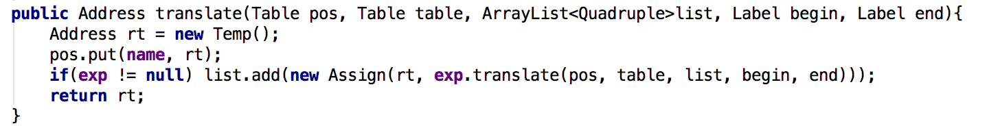 public Address translate(Table pos, Table table, ArrayList<Quadruple>list, Label begin, Label end){
    Address rt = new Temp();
    pos.put(name, rt);
    if(exp != null) list.add(new Assign(rt, exp.translate(pos, table, list, begin, end)));
    return rt;
}